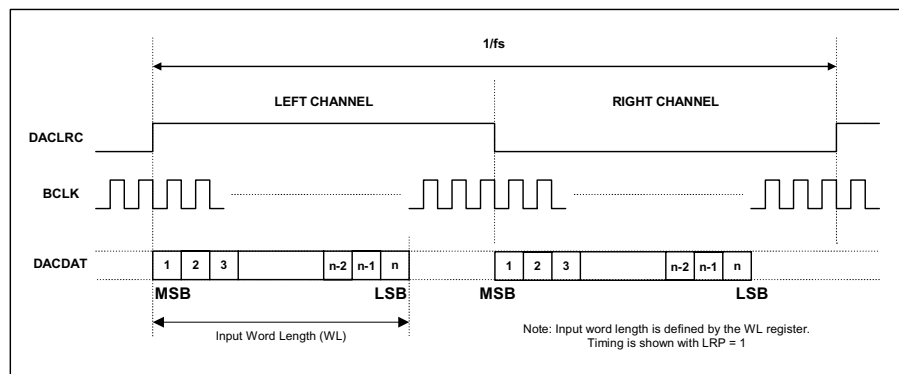 1/fs
LEFT CHANNEL RIGHT CHANNEL
DACLRC
BCLK
DACDAT 1 2 3 n-2 n-1 n 1 2 3 n-2 n-1 n
MSB LSB MSB LSB
Input Word Length (WL)
Note: Input word length is defined by the WL register.
Timing is shown with LRP = 1